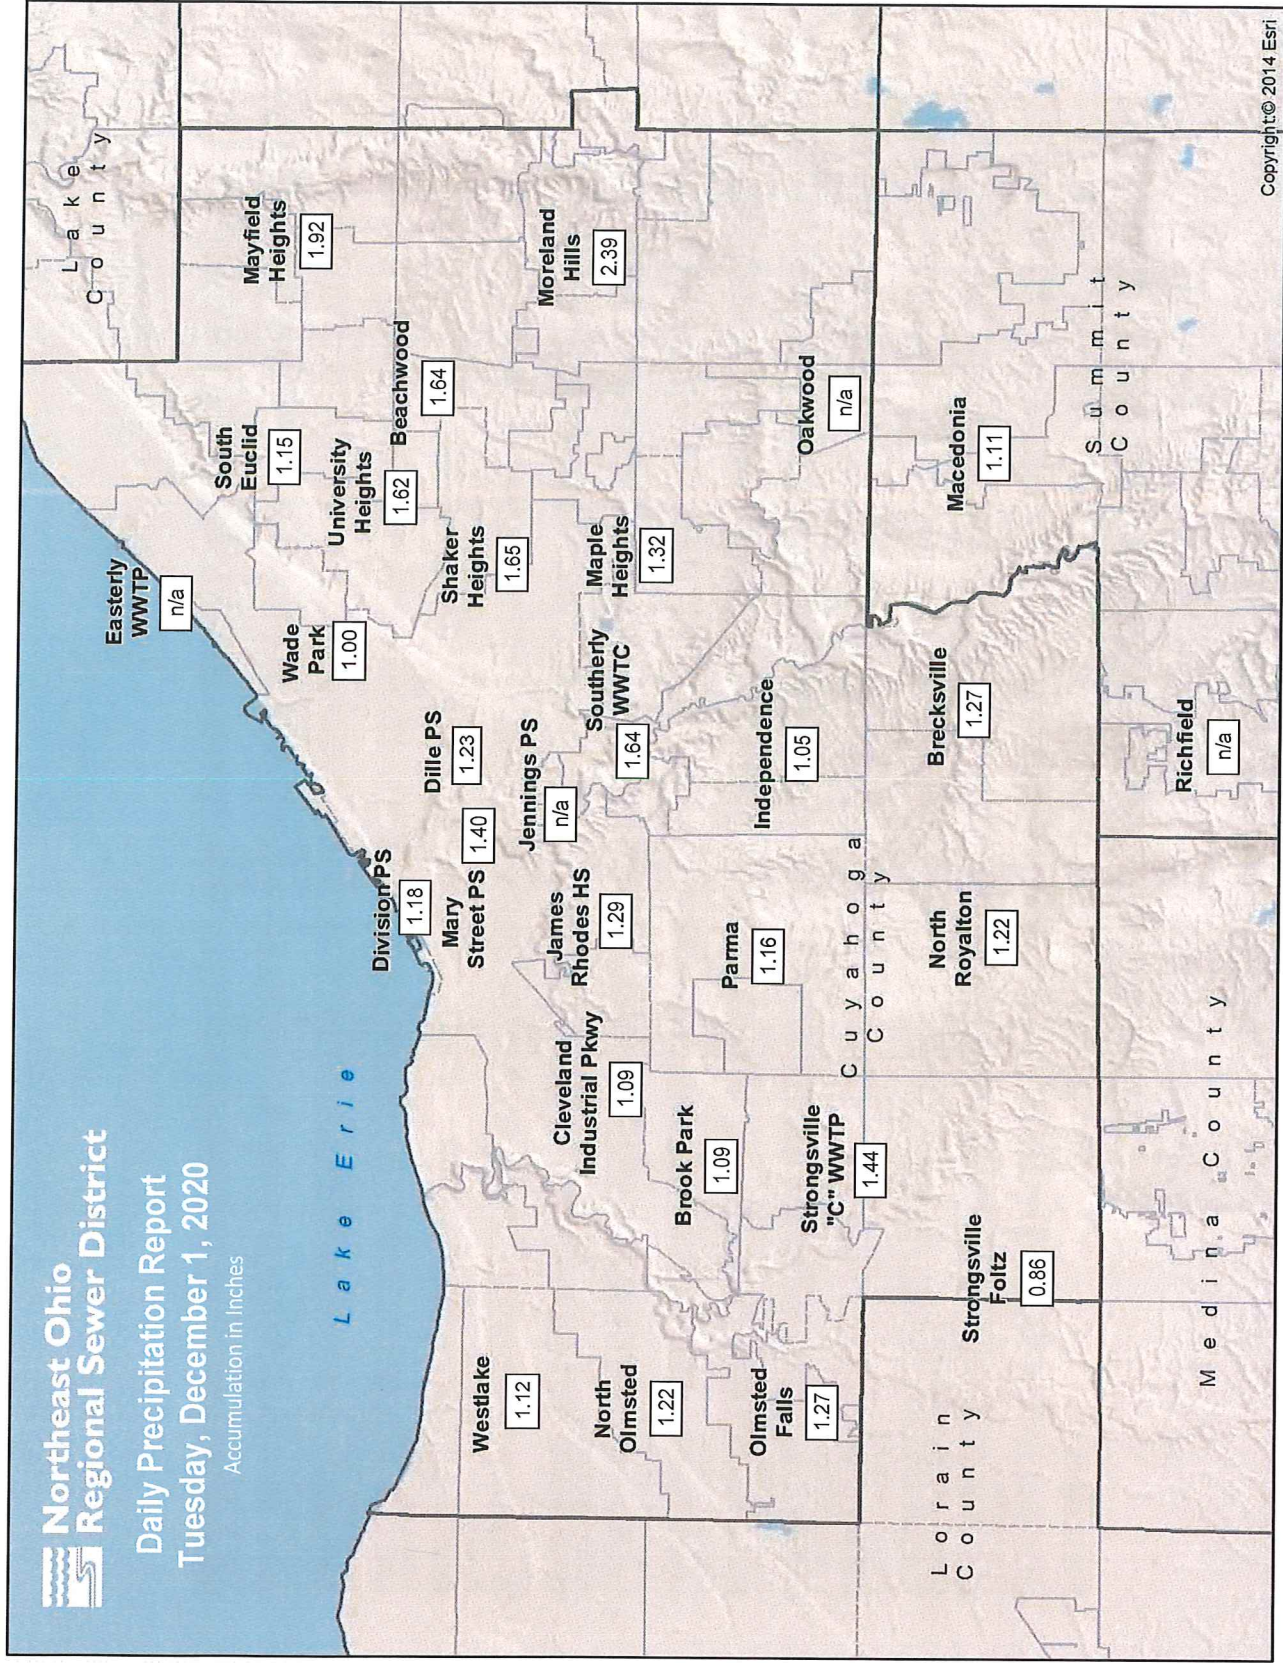 Northeast Ohio
Regional Sewer District
Daily Precipitation Report
Tuesday, December 1, 2020
Accumulation in Inches
Lake Erie
Lake
County
Easterly
WWTP
n/a
Mayfield
Heights
1.92
South
Euclid
1.15
Wade
Park
1.00
University
Heights
1.62
Beachwood
1.64
Division PS
1.18
Dille PS
1.23
Mary
Street PS
1.40
Shaker
Heights
1.65
Moreland
Hills
2.39
Westlake
1.12
Jennings PS
n/a
James
Rhodes HS
1.29
Cleveland
Industrial Pkwy
1.09
Southerly
WWTC
1.64
Maple
Heights
1.32
North
Olmsted
1.22
Brook Park
1.09
Parma
1.16
Independence
1.05
Olmsted
Falls
1.27
Strongsville
"C" WWTP
1.44
Oakwood
n/a
Cuyahoga
County
Lorain
County
Strongsville
Foltz
0.86
North
Royalton
1.22
Brecksville
1.27
Macedonia
1.11
Summit
County
Medina County
Richfield
n/a
Copyright:© 2014 Esri